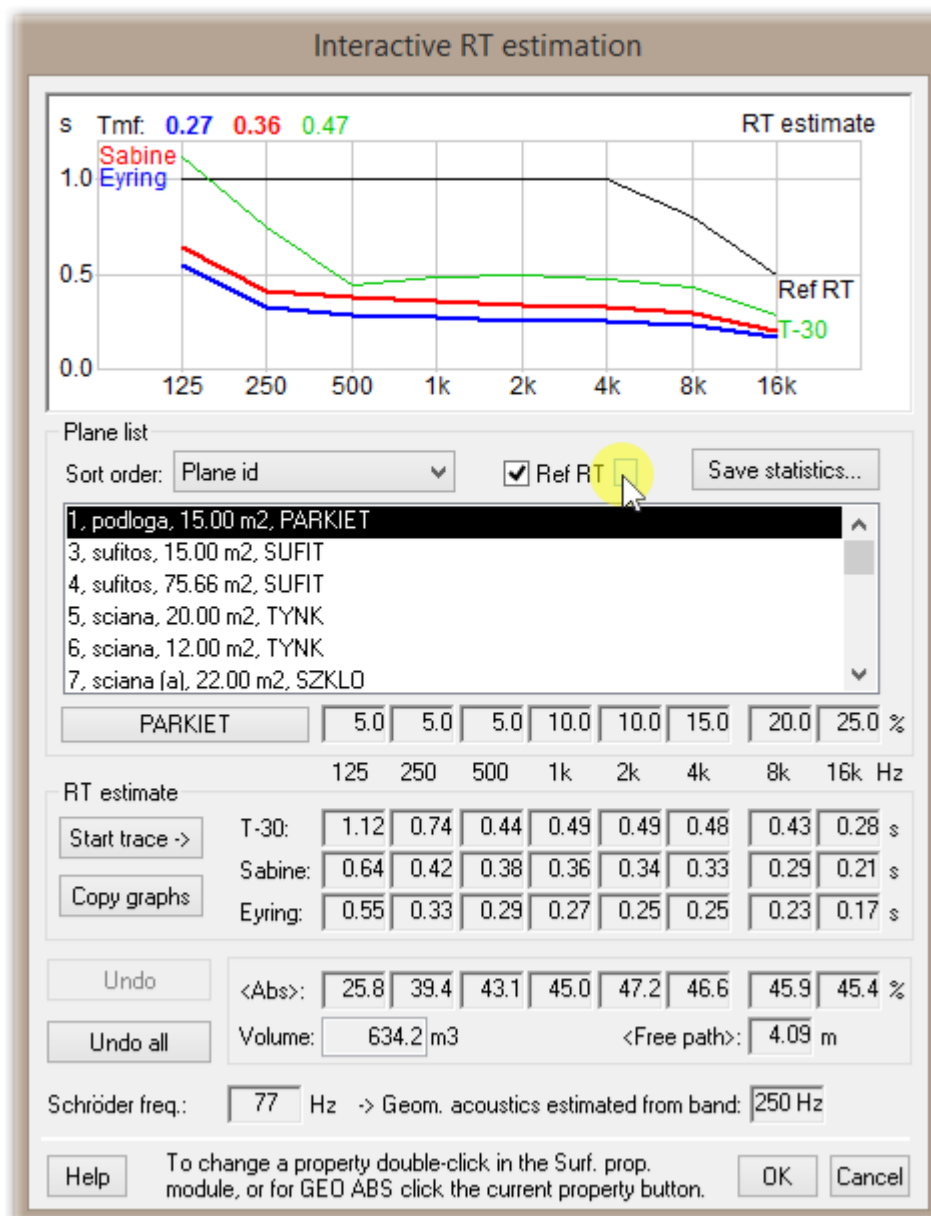 Interactive RT estimation
s Tmf: 0.27 0.36 0.47 RT estimate
Sabine
1.0 Eyring
0.5
Ref RT
T-30
0.0
125 250 500 1k 2k 4k 8k 16k
Plane list
Sort order: Plane id Ref RT Save statistics...
1, podloga, 15.00 m2, PARKIET
3, sufitos, 15.00 m2, SUFIT
4, sufitos, 75.66 m2, SUFIT
5, sciana, 20.00 m2, TYNK
6, sciana, 12.00 m2, TYNK
7, sciana (a), 22.00 m2, SZKLO
PARKIET 5.0 5.0 5.0 10.0 10.0 15.0 20.0 25.0 %
125 250 500 1k 2k 4k 8k 16k Hz
RT estimate
Start trace -> T-30: 1.12 0.74 0.44 0.49 0.49 0.48 0.43 0.28 s
Sabine: 0.64 0.42 0.38 0.36 0.34 0.33 0.29 0.21 s
Copy graphs
Eyring: 0.55 0.33 0.29 0.27 0.25 0.25 0.23 0.17 s
Undo
<Abs>: 25.8 39.4 43.1 45.0 47.2 46.6 45.9 45.4 %
Undo all Volume: 634.2 m3 <Free path>: 4.09 m
Schröder freq.: 77 Hz -> Geom. acoustics estimated from band: 250 Hz
Help To change a property double-click in the Surf. prop.
module, or for GEO ABS click the current property button. OK Cancel